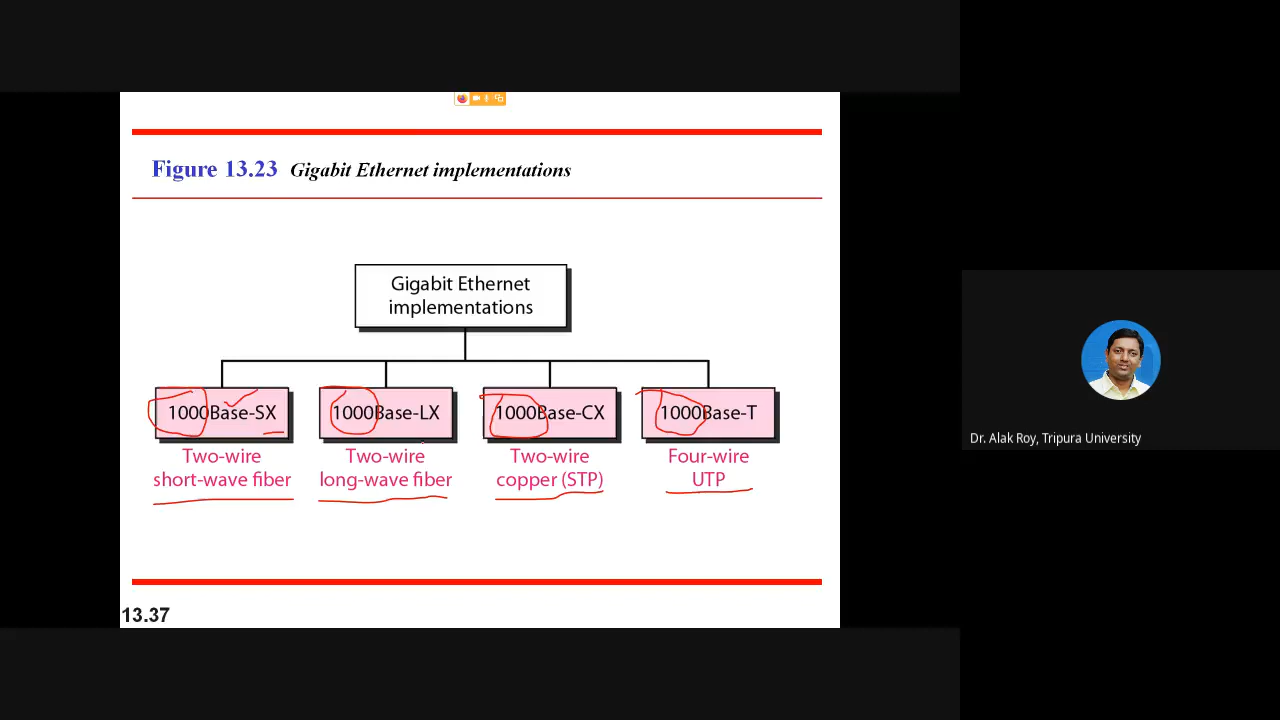 Figure 13.23 Gigabit Ethernet implementations
Gigabit Ethernet
implementations
1000Base-SX
Two-wire
short-wave fiber
1000Base-LX
Two-wire
long-wave fiber
1000Base-CX
Two-wire
copper (STP)
1000Base-T
Four-wire
UTP
13.37
Dr. Alak Roy, Tripura University